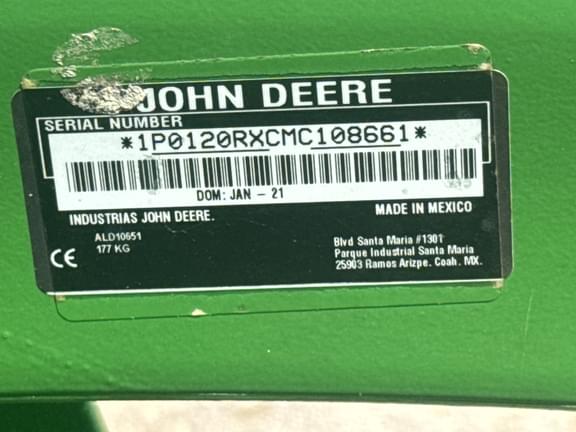 JOHN DEERE
SERIAL NUMBER
*1P0120RXCMC108661*
DOM: JAN - 21
INDUSTRIAS JOHN DEERE.
MADE IN MEXICO
ALD10651
177 KG
CE
Blvd Santa Maria #1301
Parque Industrial Santa Maria
25903 Ramos Arizpe. Coah. MX.